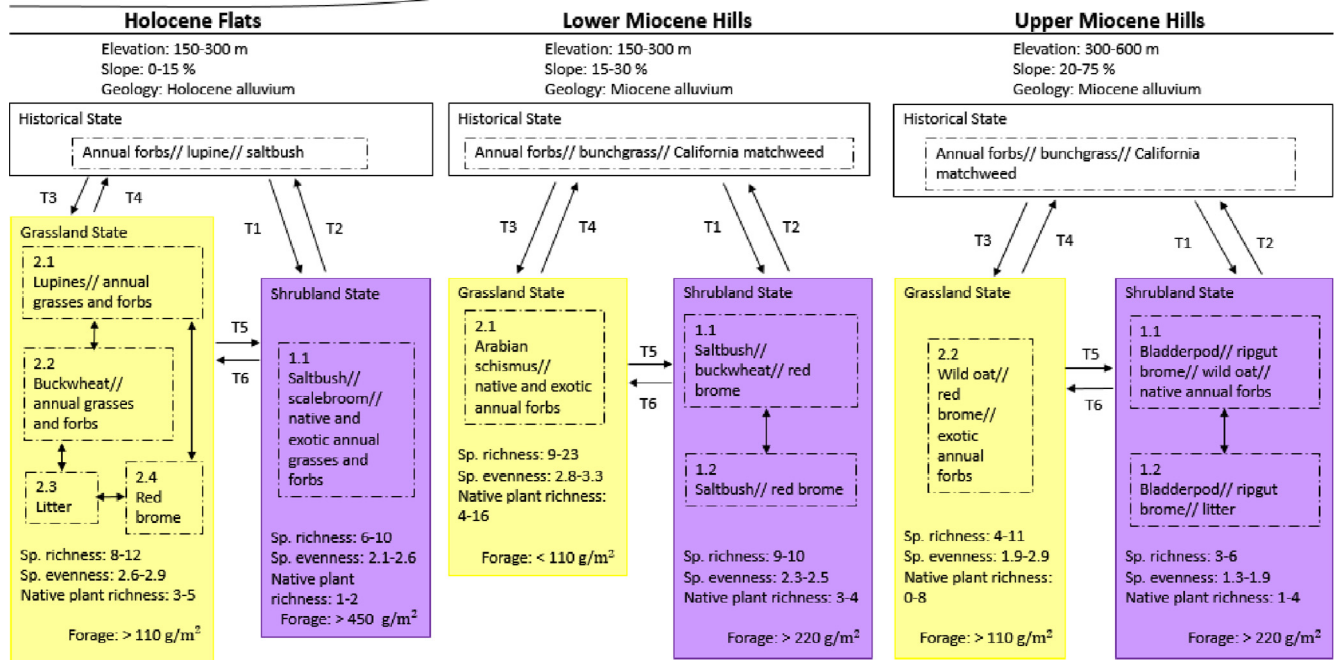 Holocene Flats
Elevation: 150-300 m
Slope: 0-15 %
Geology: Holocene alluvium
Historical State
Annual forbs// lupine// saltbush
T3
T4
T1
T2
Grassland State
2.1
Lupines// annual
grasses and forbs
2.2
Buckwheat//
annual grasses
and forbs
2.3
Litter
2.4
Red
brome
Sp. richness: 8-12
Sp. evenness: 2.6-2.9
Native plant richness: 3-5
Forage: > 110 g/m²
T5
T6
Shrubland State
1.1
Saltbush//
scalebroom//
native and
exotic annual
grasses and
forbs
Sp. richness: 6-10
Sp. evenness: 2.1-2.6
Native plant
richness: 1-2
Forage: > 450 g/m²
Lower Miocene Hills
Elevation: 150-300 m
Slope: 15-30 %
Geology: Miocene alluvium
Historical State
Annual forbs// bunchgrass// California matchweed
T3
T4
T1
T2
Grassland State
2.1
Arabian
schismus//
native and exotic
annual forbs
Sp. richness: 9-23
Sp. evenness: 2.8-3.3
Native plant richness:
4-16
Forage: < 110 g/m²
T5
T6
Shrubland State
1.1
Saltbush//
buckwheat// red
brome
1.2
Saltbush// red brome
Sp. richness: 9-10
Sp. evenness: 2.3-2.5
Native plant richness: 3-4
Forage: > 220 g/m²
Upper Miocene Hills
Elevation: 300-600 m
Slope: 20-75 %
Geology: Miocene alluvium
Historical State
Annual forbs// bunchgrass// California
matchweed
T3
T4
T1
T2
Grassland State
2.2
Wild oat//
red
brome//
exotic
annual
forbs
Sp. richness: 4-11
Sp. evenness: 1.9-2.9
Native plant richness:
0-8
Forage: > 110 g/m²
T5
T6
Shrubland State
1.1
Bladderpod// ripgut
brome// wild oat//
native annual forbs
1.2
Bladderpod// ripgut
brome// litter
Sp. richness: 3-6
Sp. evenness: 1.3-1.9
Native plant richness: 1-4
Forage: > 220 g/m²